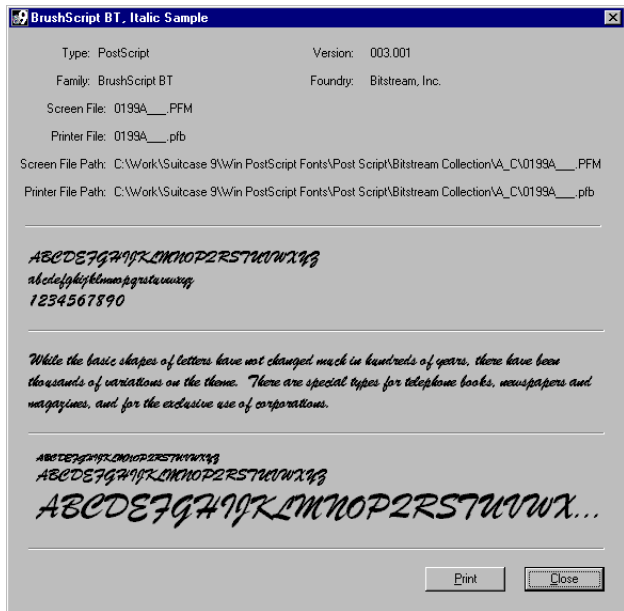 BrushScript BT, Italic Sample
Type: PostScript Version: 003.001
Family: BrushScript BT Foundry: Bitstream, Inc.
Screen File: 0199A___.PFM
Printer File: 0199A___.pfb
Screen File Path: C:\Work\Suitcase 9\Win PostScript Fonts\Post Script\Bitstream Collection\A_C\0199A___.PFM
Printer File Path: C:\Work\Suitcase 9\Win PostScript Fonts\Post Script\Bitstream Collection\A_C\0199A___.pfb
ABCDEFGHIJKLMNOPQRSTUVWXYZ
abcdefghijklmnopqrstuvwxyz
1234567890
While the basic shapes of letters have not changed much in hundreds of years, there have been
thousands of variations on the theme. There are special types for telephone books, newspapers and
magazines, and for the exclusive use of corporations.
ABCDEFGHIJKLMNOPQRSTUVWXYZ
ABCDEFGHIJKLMNOPQRSTUVWXYZ
ABCDEFGHIJKLMNOPQRSTUVWX...
Print Close